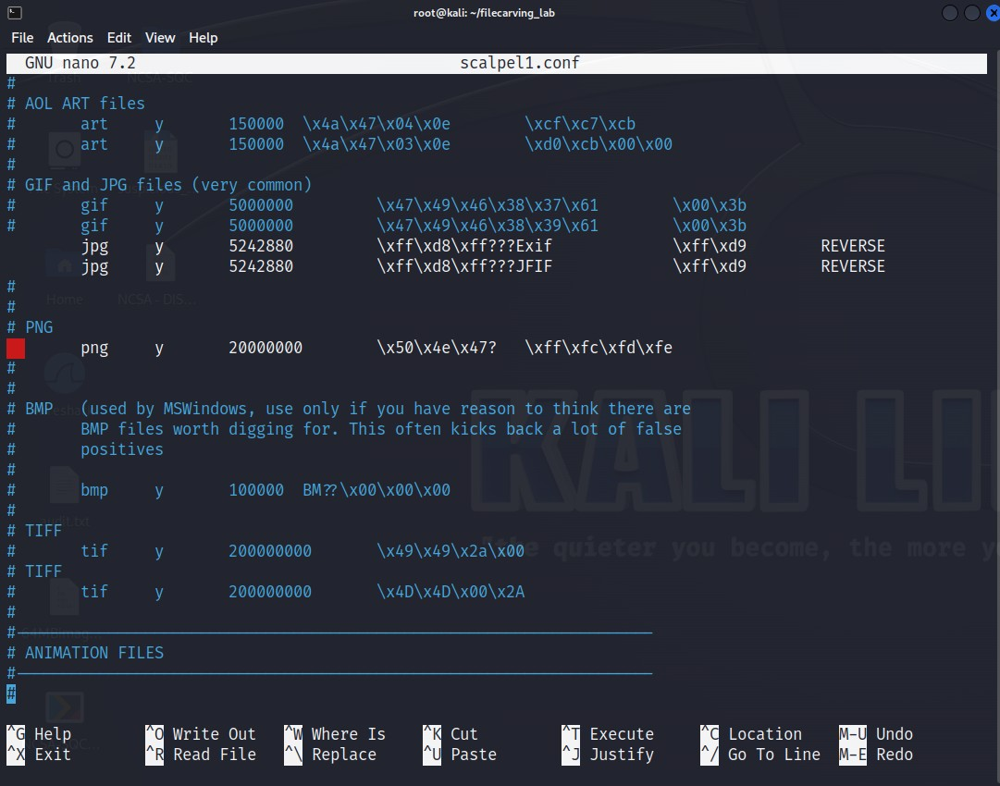 root@kali: ~/filecarving_lab
File Actions Edit View Help
GNU nano 7.2 scalpel1.conf
#
# AOL ART files
# art y 150000 \x4a\x47\x04\x0e \xcf\xc7\xcb
# art y 150000 \x4a\x47\x03\x0e \xd0\xcb\x00\x00
#
# GIF and JPG files (very common)
# gif y 5000000 \x47\x49\x46\x38\x37\x61 \x00\x3b
# gif y 5000000 \x47\x49\x46\x38\x39\x61 \x00\x3b
jpg y 5242880 \xff\xd8\xff???Exif \xff\xd9 REVERSE
jpg y 5242880 \xff\xd8\xff???JFIF \xff\xd9 REVERSE
#
#
# PNG
png y 20000000 \x50\x4e\x47? \xff\xfc\xfd\xfe
#
#
# BMP (used by MSWindows, use only if you have reason to think there are
# BMP files worth digging for. This often kicks back a lot of false
# positives
#
# bmp y 100000 BM??\x00\x00\x00
#
# TIFF
# tif y 200000000 \x49\x49\x2a\x00
# TIFF
# tif y 200000000 \x4D\x4D\x00\x2A
#
#
# ANIMATION FILES
#
#
^G Help ^O Write Out ^W Where Is ^K Cut ^T Execute ^C Location M-U Undo
^X Exit ^R Read File ^\ Replace ^U Paste ^J Justify ^/ Go To Line M-E Redo
Trash
Home
NCSA - DIS...
KALI LI
the quieter you become, the more y